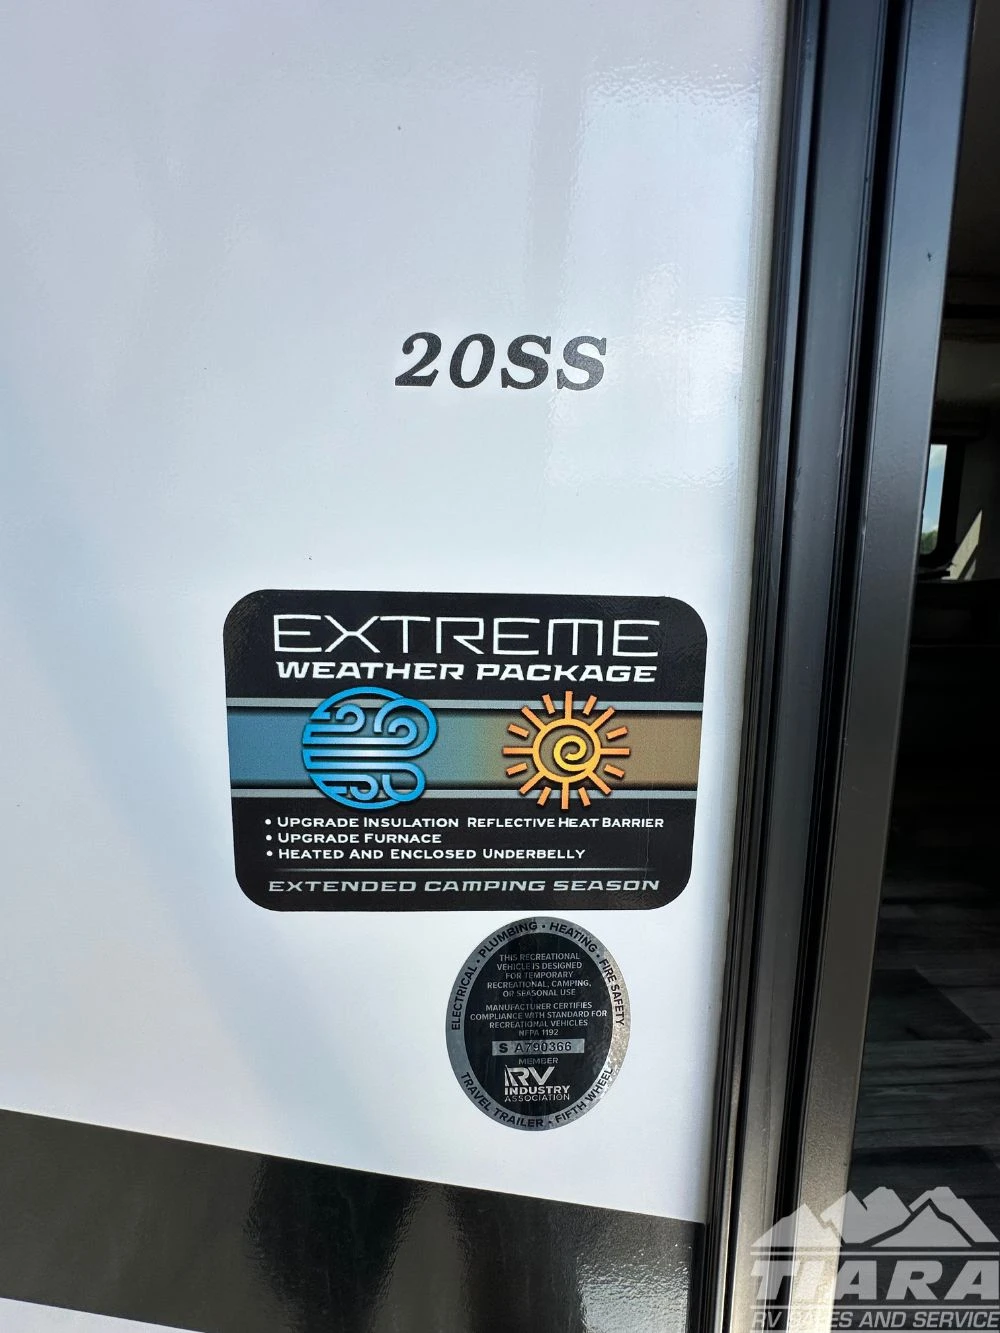 20SS
EXTREME
WEATHER PACKAGE
• UPGRADE INSULATION REFLECTIVE HEAT BARRIER
• UPGRADE FURNACE
• HEATED AND ENCLOSED UNDERBELLY
EXTENDED CAMPING SEASON
ELECTRICAL • PLUMBING • HEATING • FIRE SAFETY
THIS RECREATIONAL
VEHICLE IS DESIGNED
FOR TEMPORARY
RECREATIONAL, CAMPING,
OR SEASONAL USE
MANUFACTURER CERTIFIES
COMPLIANCE WITH STANDARD FOR
RECREATIONAL VEHICLES
NFPA 1192
S A790366
MEMBER
RV
INDUSTRY
ASSOCIATION
TRAVEL TRAILER • FIFTH WHEEL
TIARA
RV SALES AND SERVICE